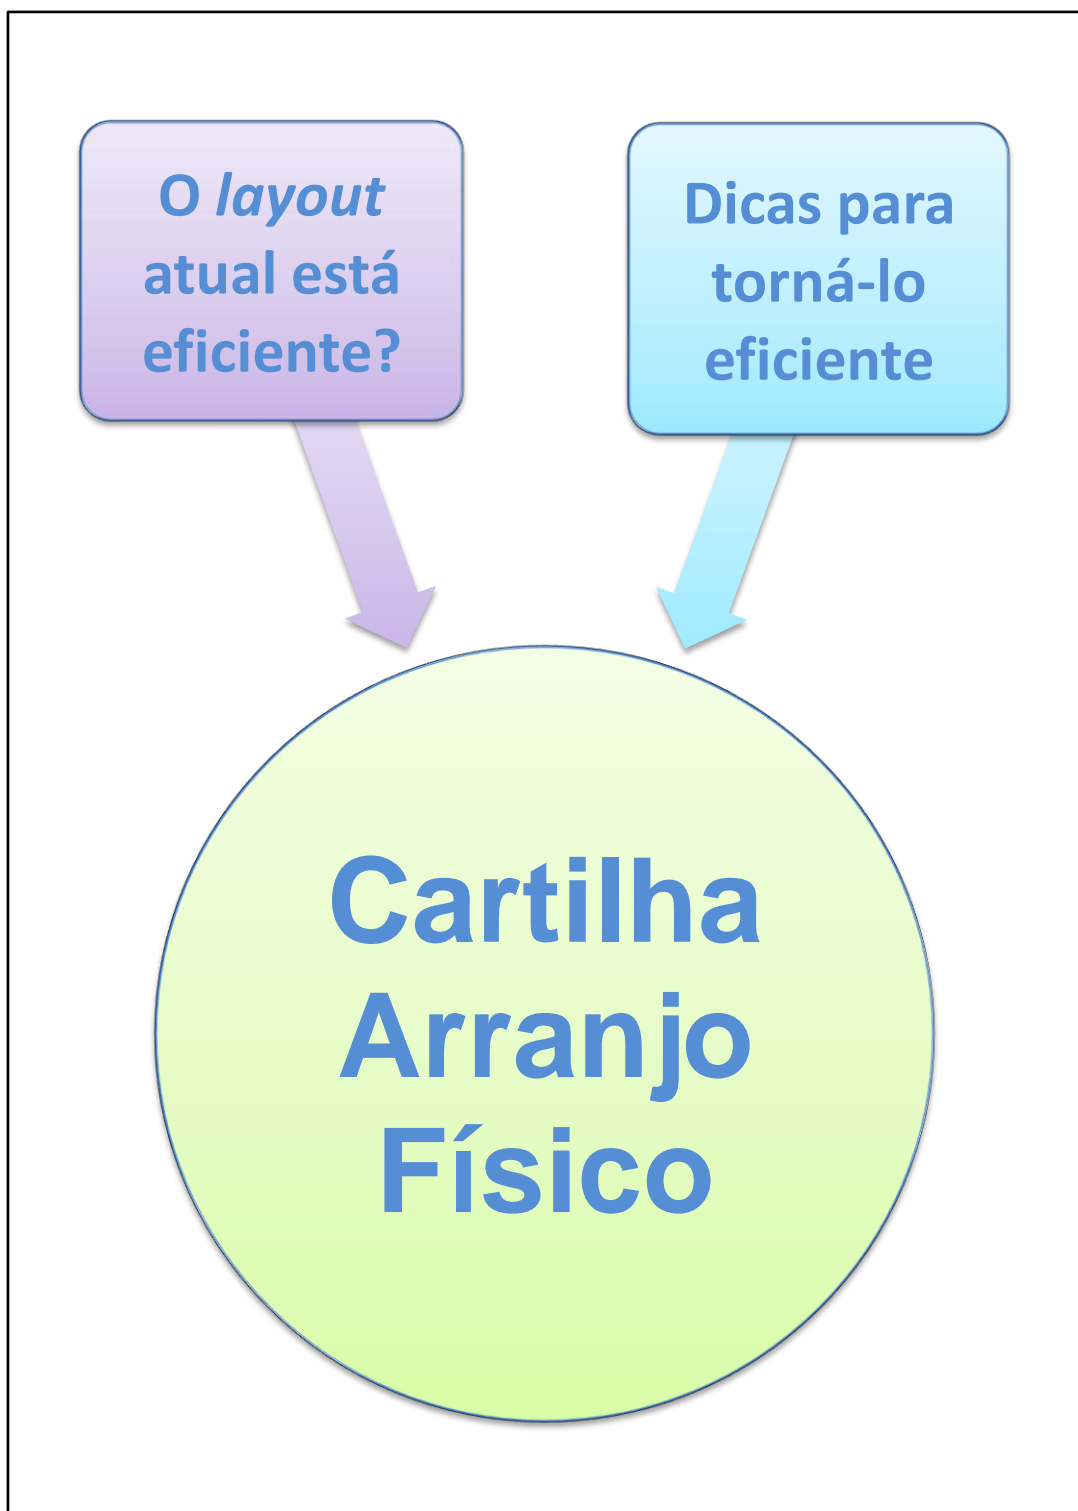 O layout
atual está
eficiente?
Dicas para
torná-lo
eficiente
Cartilha
Arranjo
Físico